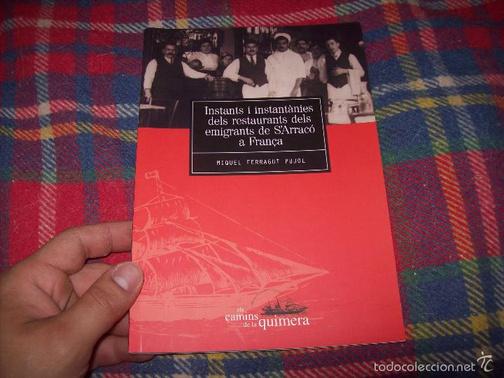 Instants i instantànies
dels restaurants dels
emigrants de S'Arracó
a França
MIQUEL FERRAGUT PUJOL
els
camins
de la quimera
todocoleccion.net